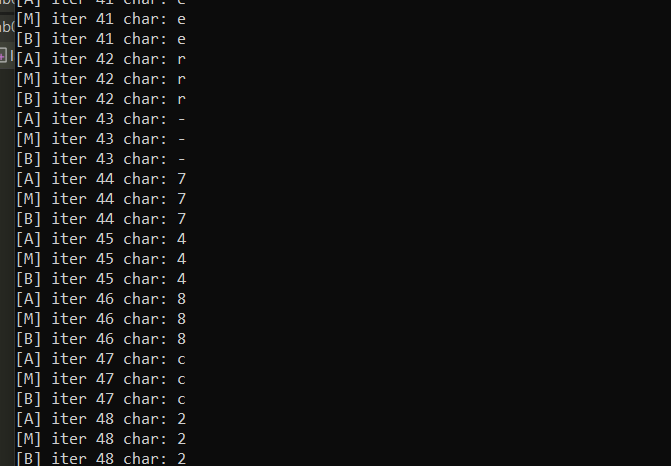 [A] iter 41 char: e
[M] iter 41 char: e
[B] iter 41 char: e
[A] iter 42 char: r
[M] iter 42 char: r
[B] iter 42 char: r
[A] iter 43 char: -
[M] iter 43 char: -
[B] iter 43 char: -
[A] iter 44 char: 7
[M] iter 44 char: 7
[B] iter 44 char: 7
[A] iter 45 char: 4
[M] iter 45 char: 4
[B] iter 45 char: 4
[A] iter 46 char: 8
[M] iter 46 char: 8
[B] iter 46 char: 8
[A] iter 47 char: c
[M] iter 47 char: c
[B] iter 47 char: c
[A] iter 48 char: 2
[M] iter 48 char: 2
[B] iter 48 char: 2